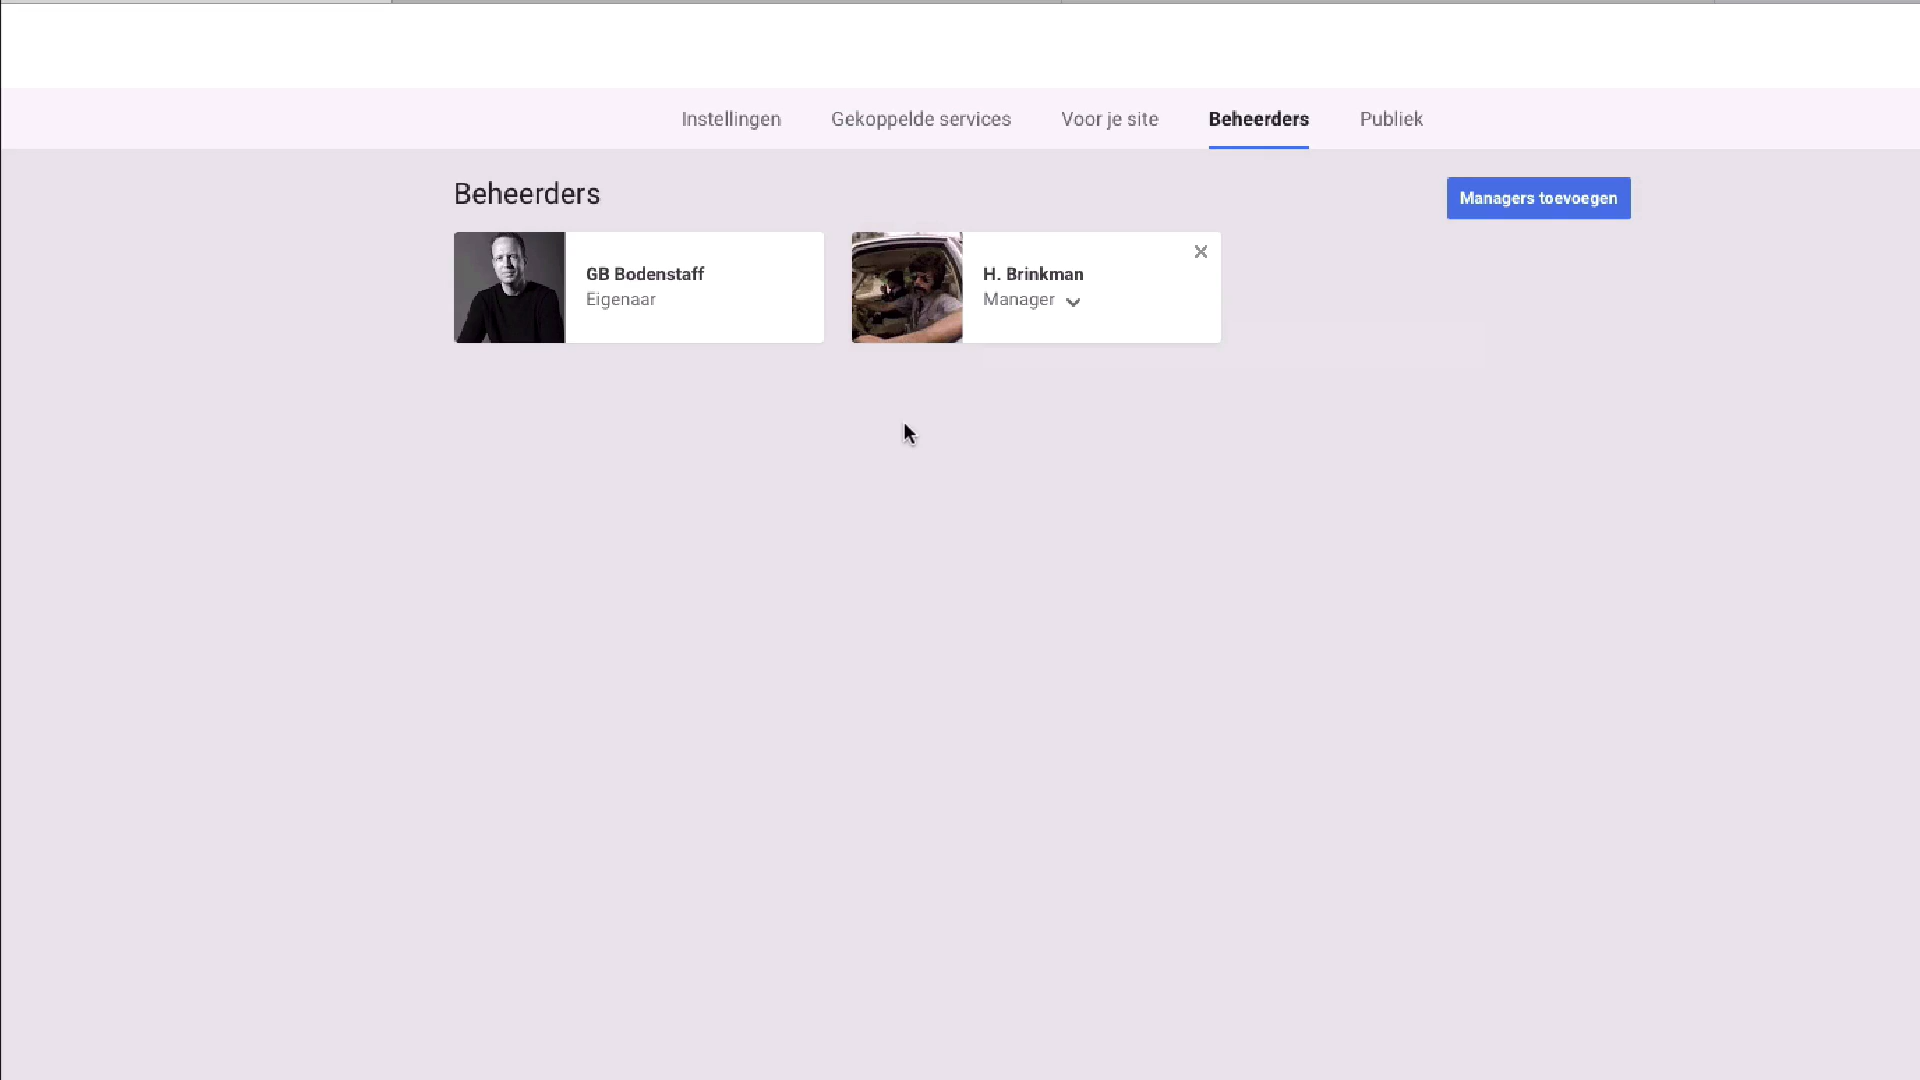 Instellingen Gekoppelde services Voor je site Beheerders Publiek
Beheerders
Managers toevoegen
GB Bodenstaff
Eigenaar
H. Brinkman
Manager